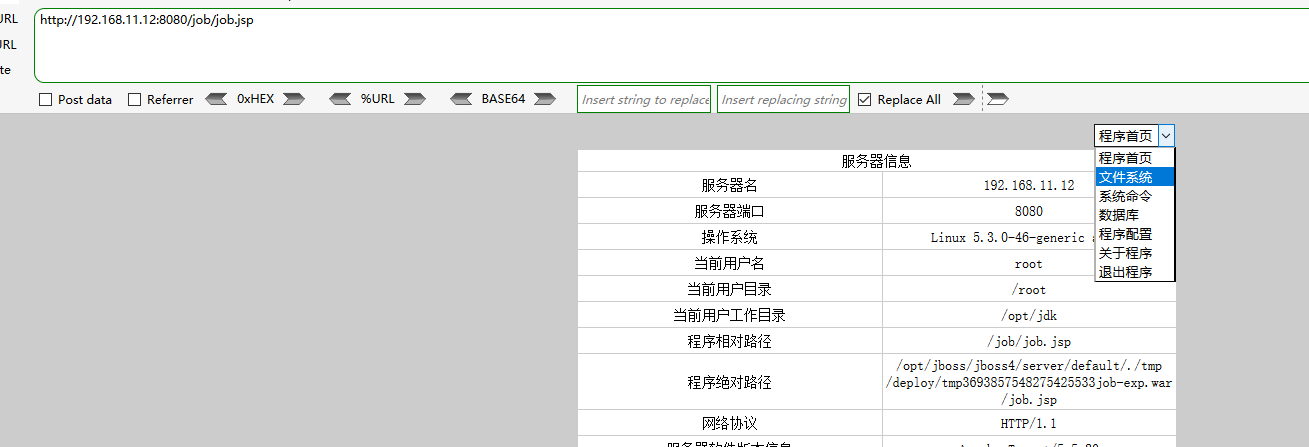 URL
http://192.168.11.12:8080/job/job.jsp
URL
te
Post data Referrer 0xHEX %URL BASE64 Insert string to replace Insert replacing string Replace All
程序首页
程序首页
文件系统
系统命令
数据库
程序配置
关于程序
退出程序
服务器信息
服务器名 192.168.11.12
服务器端口 8080
操作系统 Linux 5.3.0-46-generic
当前用户名 root
当前用户目录 /root
当前用户工作目录 /opt/jdk
程序相对路径 /job/job.jsp
程序绝对路径 /opt/jboss/jboss4/server/default/./tmp
/deploy/tmp3693857548275425533job-exp.war
/job.jsp
网络协议 HTTP/1.1